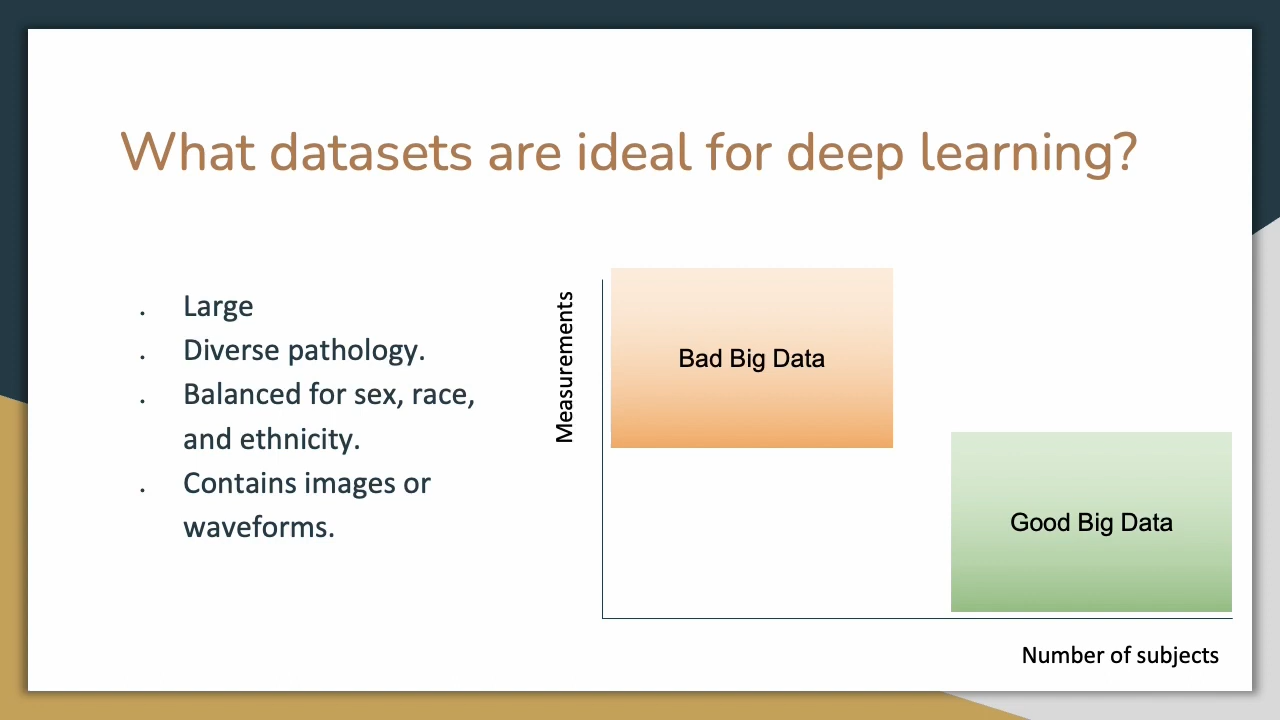 What datasets are ideal for deep learning?
. Large
. Diverse pathology.
. Balanced for sex, race,
and ethnicity.
. Contains images or
waveforms.
Measurements
Bad Big Data
Good Big Data
Number of subjects